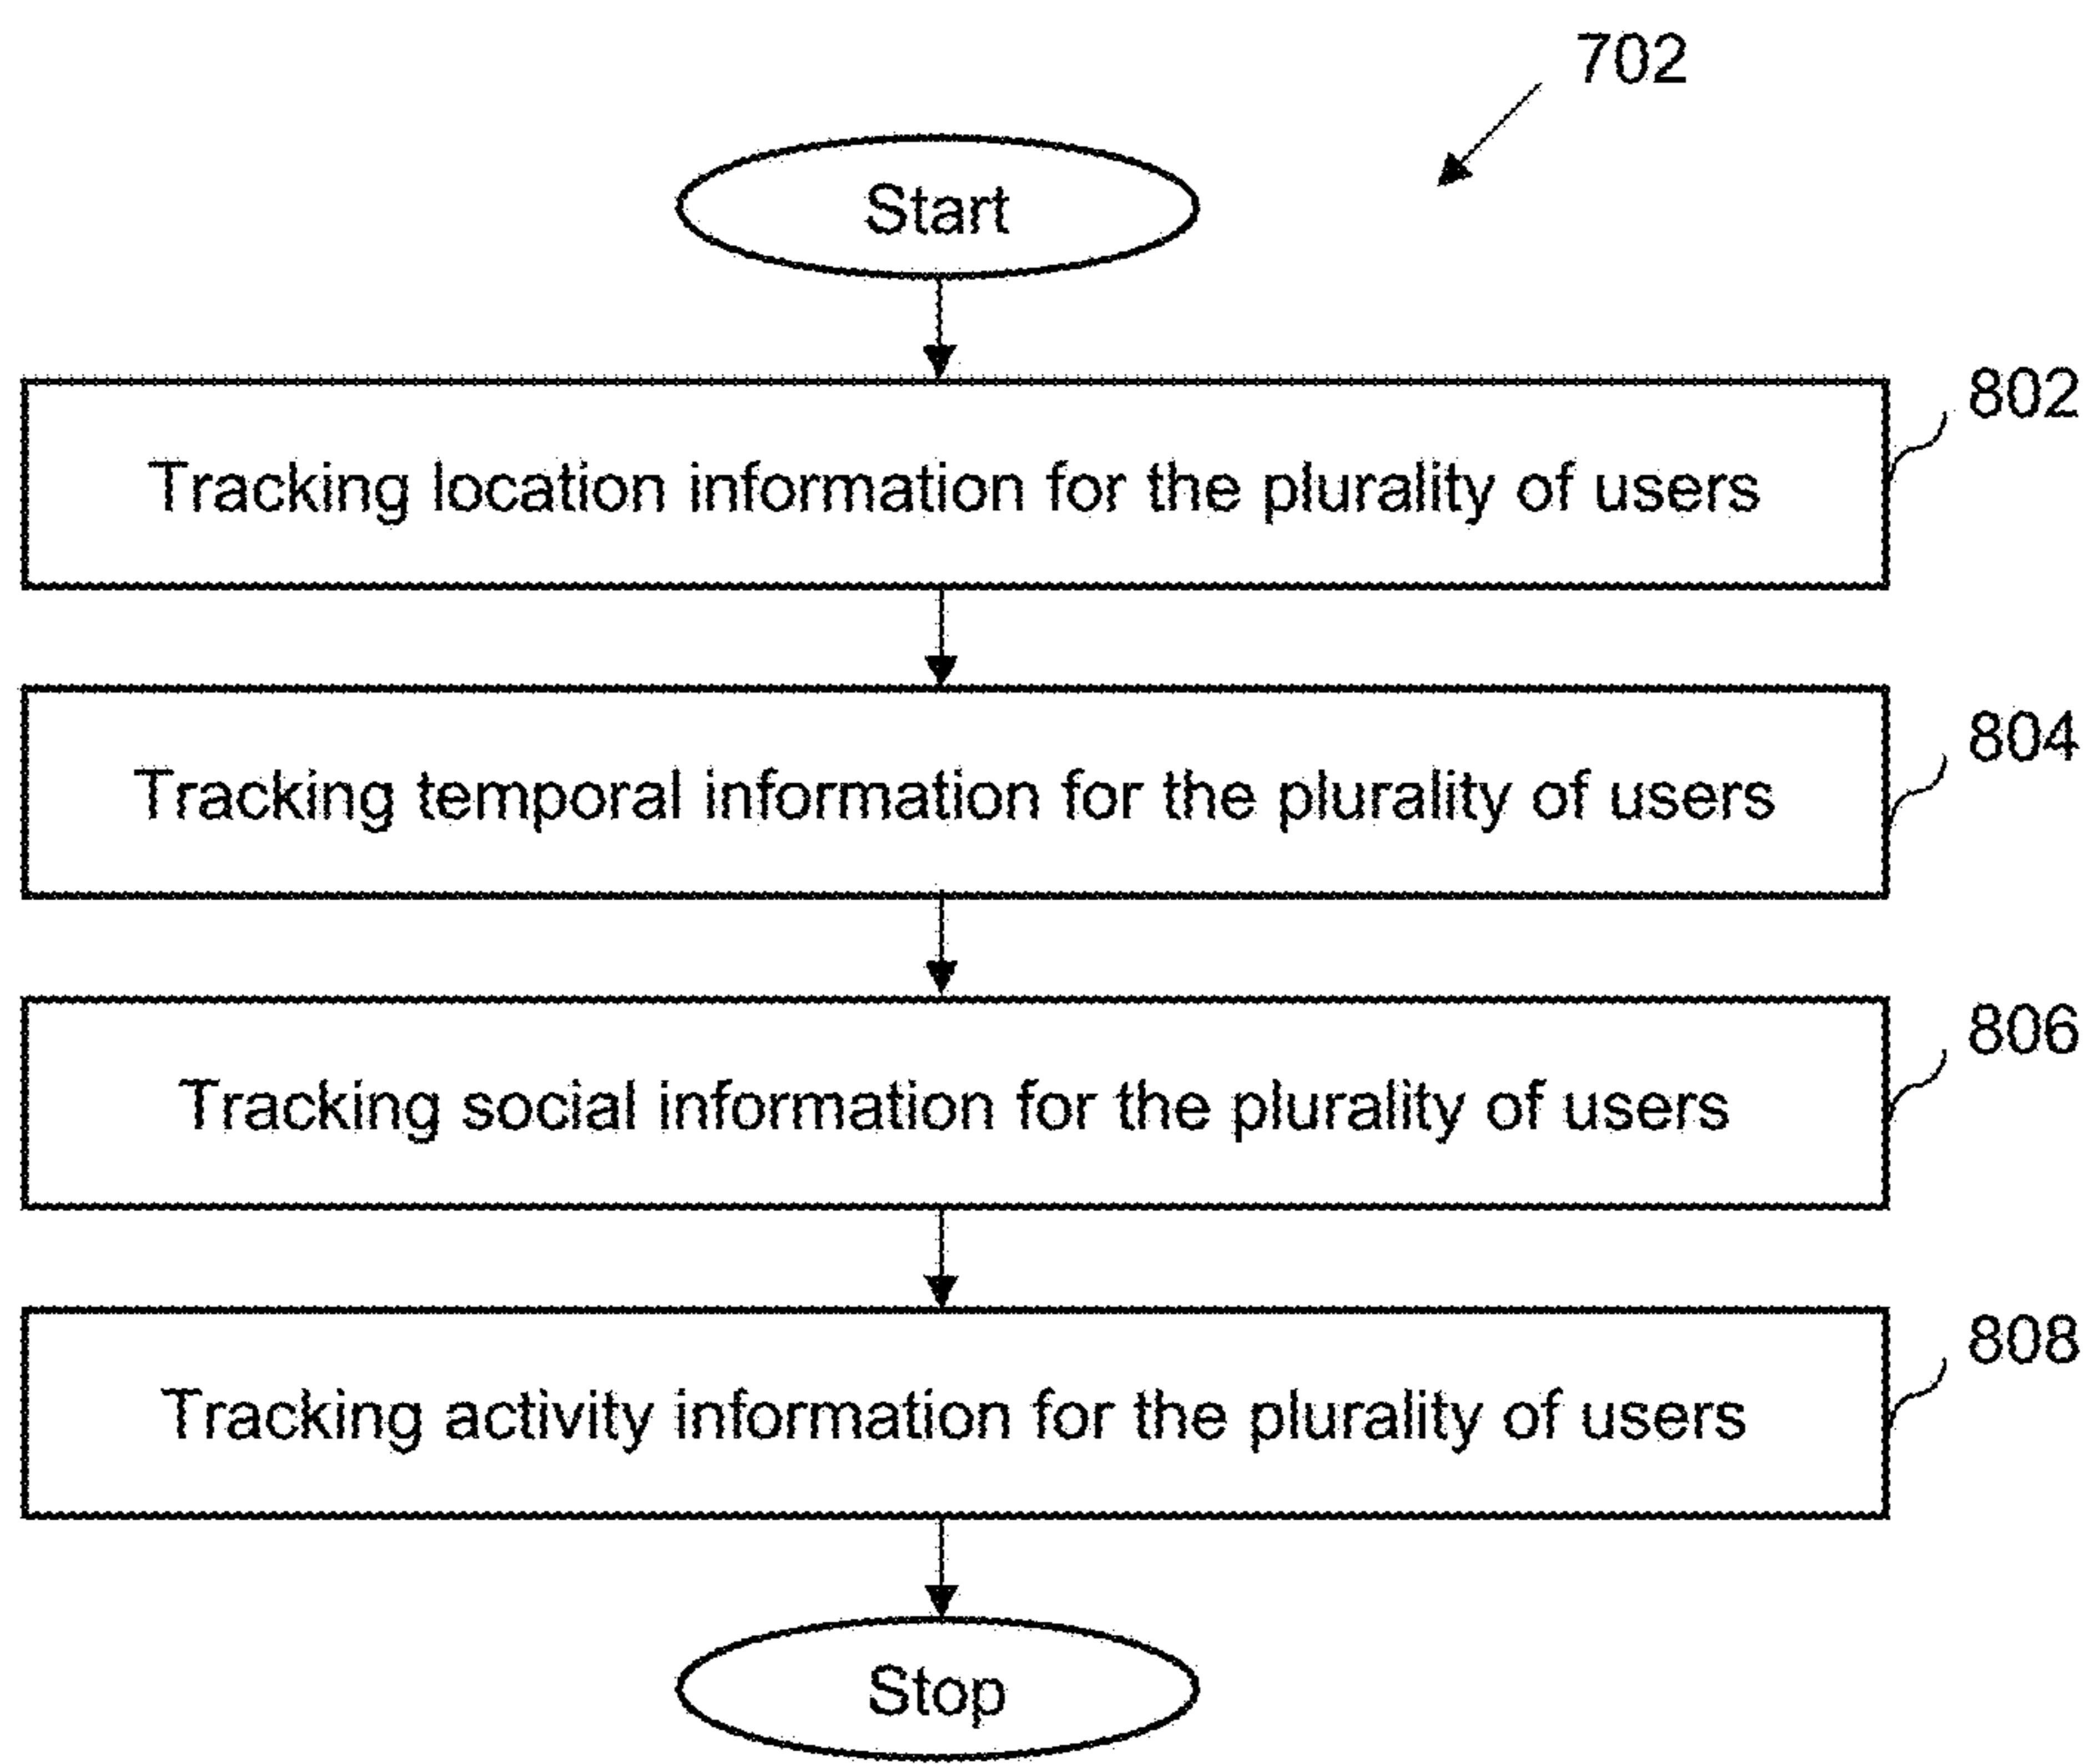 702
Start
802
Tracking location information for the plurality of users
804
Tracking temporal information for the plurality of users
806
Tracking social information for the plurality of users
808
Tracking activity information for the plurality of users
Stop